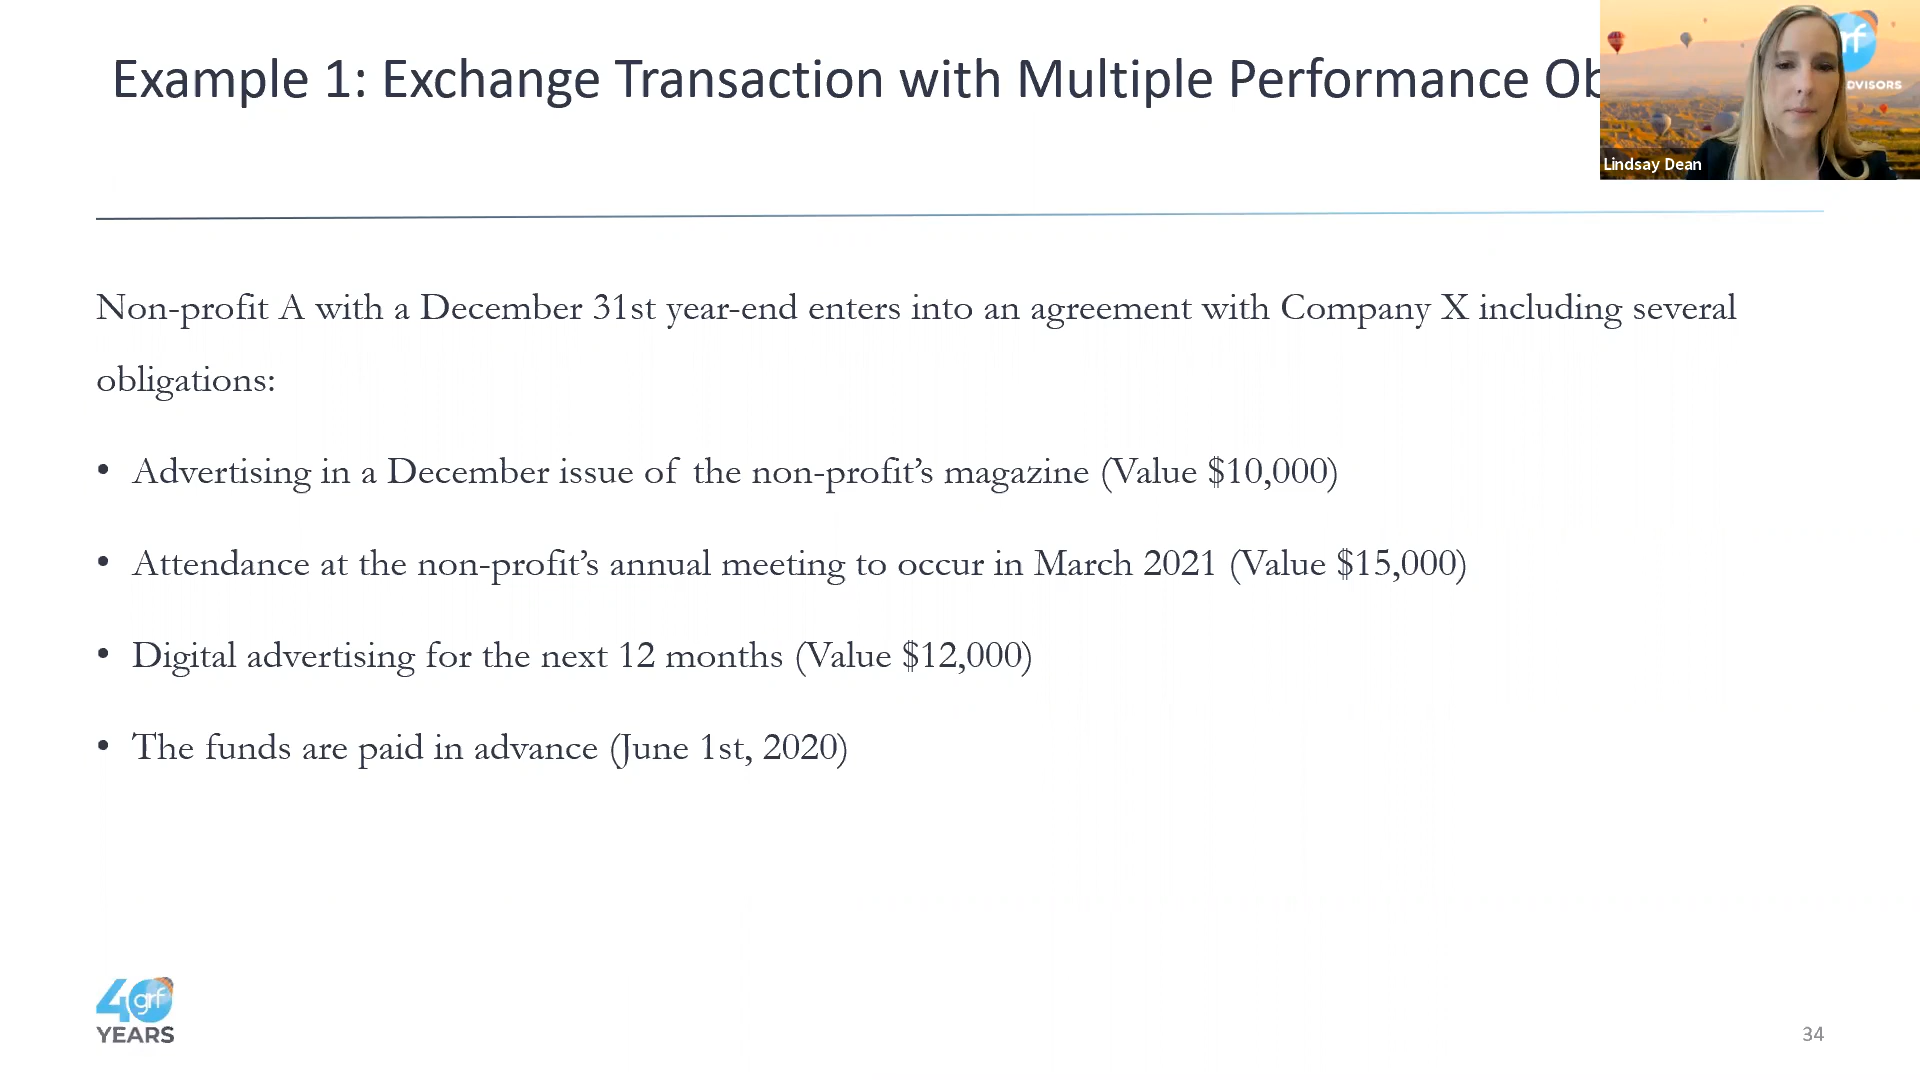 Example 1: Exchange Transaction with Multiple Performance Ob
rf
DVISORS
Lindsay Dean
Non-profit A with a December 31st year-end enters into an agreement with Company X including several
obligations:
• Advertising in a December issue of the non-profit’s magazine (Value $10,000)
• Attendance at the non-profit’s annual meeting to occur in March 2021 (Value $15,000)
• Digital advertising for the next 12 months (Value $12,000)
• The funds are paid in advance (June 1st, 2020)
40 grf
YEARS
34